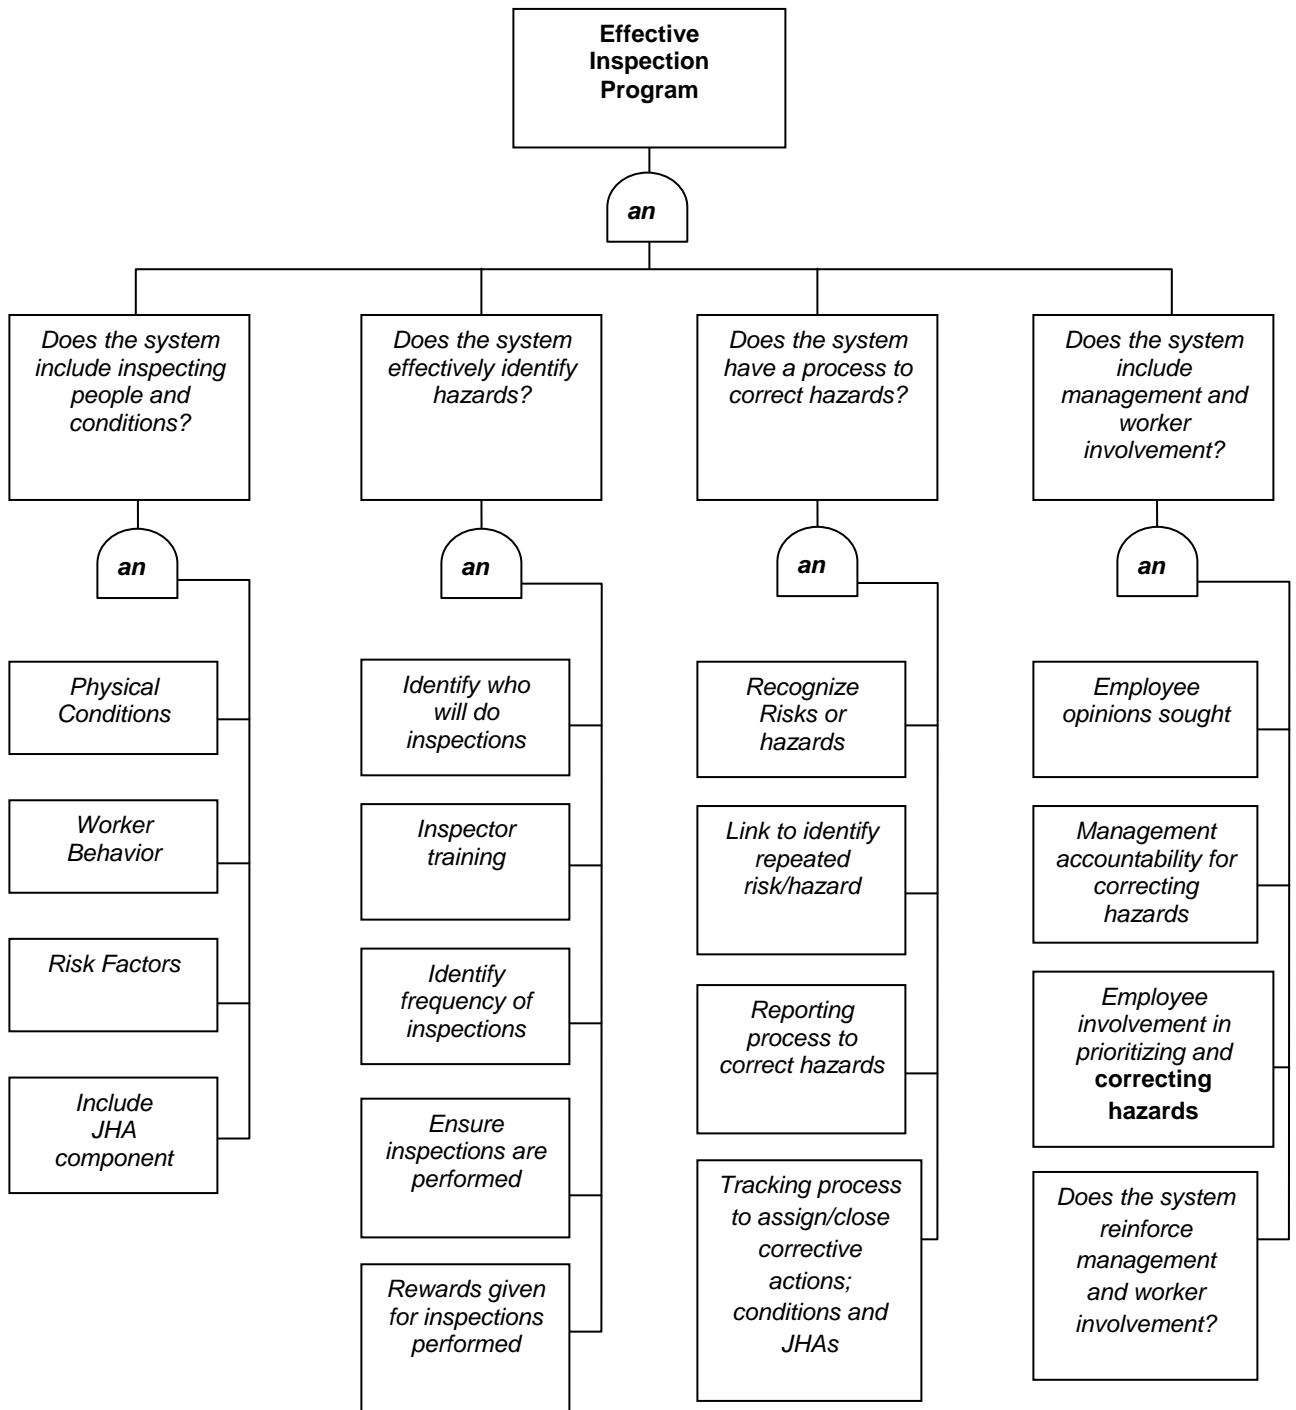 Effective
Inspection
Program
an
Does the system
include inspecting
people and
conditions?
Does the system
effectively identify
hazards?
Does the system
have a process to
correct hazards?
Does the system
include
management and
worker
involvement?
an
an
an
an
Physical
Conditions
Worker
Behavior
Risk Factors
Include
JHA
component
Identify who
will do
inspections
Inspector
training
Identify
frequency of
inspections
Ensure
inspections are
performed
Rewards given
for inspections
performed
Recognize
Risks or
hazards
Link to identify
repeated
risk/hazard
Reporting
process to
correct hazards
Tracking process
to assign/close
corrective
actions;
conditions and
JHAs
Employee
opinions sought
Management
accountability for
correcting
hazards
Employee
involvement in
prioritizing and
correcting
hazards
Does the system
reinforce
management
and worker
involvement?